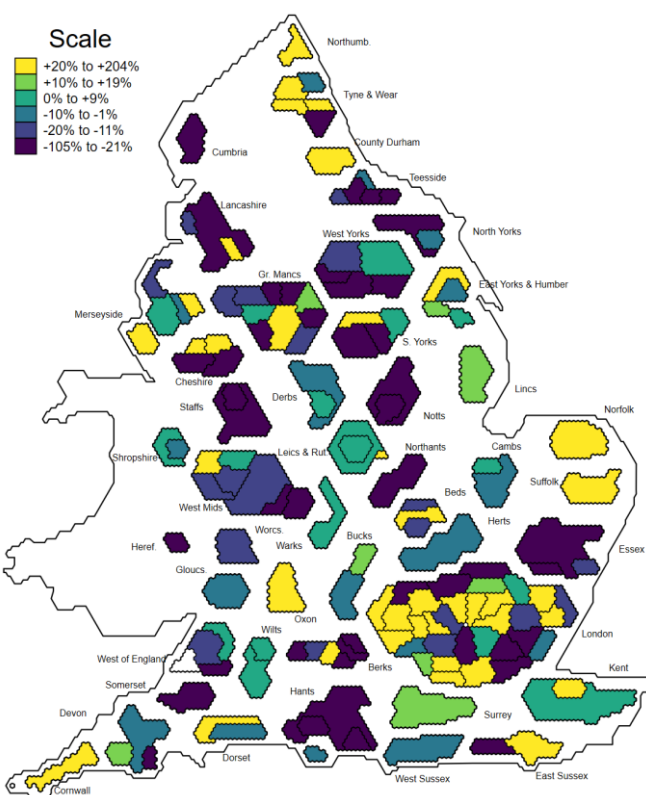 Scale
+20% to +204%
+10% to +19%
0% to +9%
-10% to -1%
-20% to -11%
-105% to -21%
Northumb.
Tyne & Wear
County Durham
Cumbria
Teesside
Lancashire
North Yorks
West Yorks
Gr. Mancs
East Yorks & Humber
Merseyside
S. Yorks
Cheshire
Lincs
Staffs
Derbs
Notts
Norfolk
Shropshire
Leics & Rut.
Northants
Cambs
Suffolk
West Mids
Beds
Herts
Worcs.
Warks
Bucks
Heref.
Essex
Gloucs.
Oxon
Wilts
London
West of England
Berks
Kent
Somerset
Hants
Devon
Surrey
Dorset
West Sussex
East Sussex
Cornwall